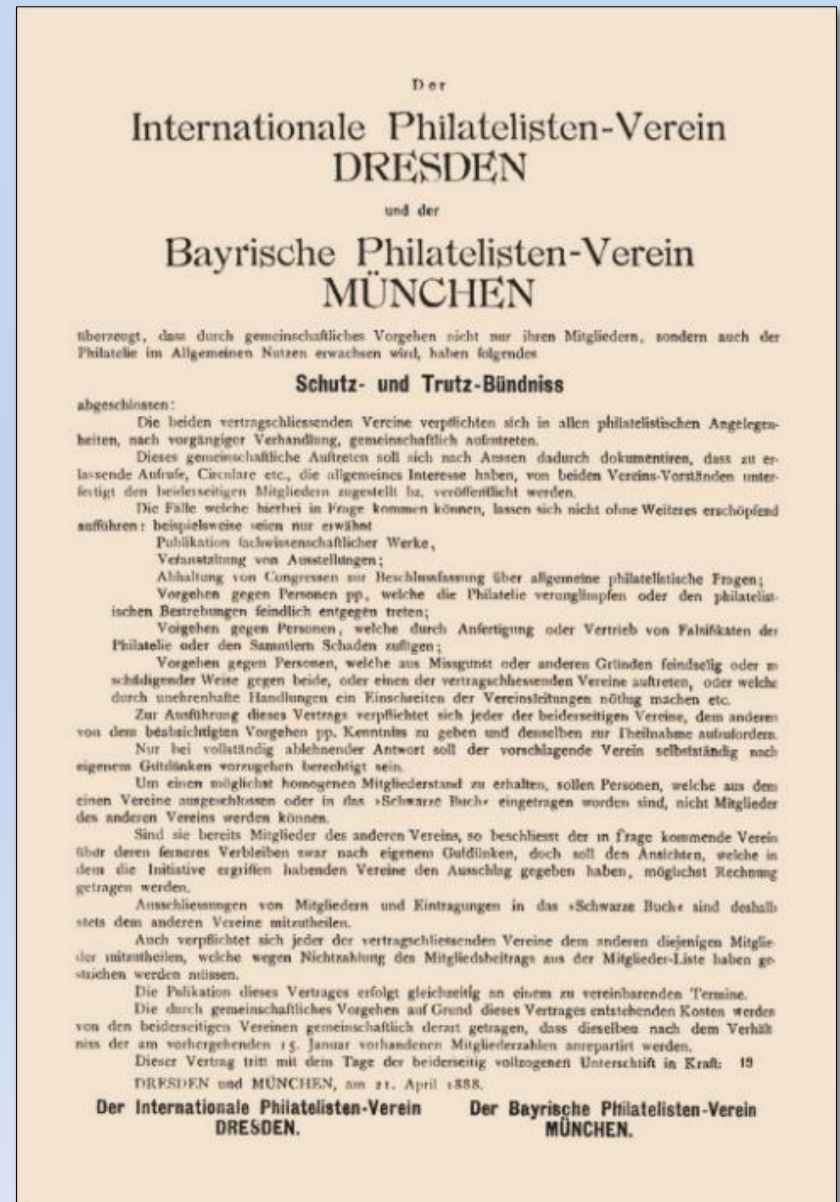 Der
Internationale Philatelisten-Verein
DRESDEN
und der
Bayrische Philatelisten-Verein
MÜNCHEN
überzeugt, dass durch gemeinschaftliches Vorgehen nicht nur ihren Mitgliedern, sondern auch der
Philatelie im Allgemeinen Nutzen erwachsen wird, haben folgendes
Schutz- und Trutz-Bündniss
abgeschlossen:
Die beiden vertragschliessenden Vereine verpflichten sich in allen philatelistischen Angelegen-
heiten, nach vorgängiger Verhandlung, gemeinschaftlich aufzutreten.
Dieses gemeinschaftliche Auftreten soll sich nach Aussen dadurch dokumentiren, dass zu er-
lassende Aufrufe, Circulare etc., die allgemeines Interesse haben, von beiden Vereins-Vorständen unter-
fertigt den beiderseitigen Mitgliedern zugestellt bz. veröffentlicht werden.
Die Fälle welche hierbei in Frage kommen können, lassen sich nicht ohne Weiteres erschöpfend
aufführen: beispielsweise seien nur erwähnt
Publikation fachwissenschaftlicher Werke,
Veranstaltung von Ausstellungen;
Abhaltung von Congressen zur Beschlussfassung über allgemeine philatelistische Fragen;
Vorgehen gegen Personen pp., welche die Philatelie verunglimpfen oder den philatelist-
ischen Bestrebungen feindlich entgegen treten;
Vorgehen gegen Personen, welche durch Anfertigung oder Vertrieb von Falsifikaten der
Philatelie oder den Sammlern Schaden zufügen;
Vorgehen gegen Personen, welche aus Missgunst oder anderen Gründen feindselig oder in
schädigender Weise gegen beide, oder einen der vertragschliessenden Vereine auftreten, oder welche
durch unehrenhafte Handlungen ein Einschreiten der Vereinsleitungen nöthig machen etc.
Zur Ausführung dieses Vertrags verpflichtet sich jeder der beiderseitigen Vereine, dem anderen
von dem beabsichtigten Vorgehen pp. Kenntniss zu geben und denselben zur Theilnahme aufzufordern.
Nur bei vollständig ablehnender Antwort soll der vorschlagende Verein selbstständig nach
eigenem Gutdünken vorzugehen berechtigt sein.
Um einen möglichst homogenen Mitgliederstand zu erhalten, sollen Personen, welche aus dem
einen Vereine ausgeschlossen oder in das »Schwarze Buch« eingetragen worden sind, nicht Mitglieder
des anderen Vereins werden können.
Sind sie bereits Mitglieder des anderen Vereins, so beschliesst der in Frage kommende Verein
über deren ferneres Verbleiben zwar nach eigenem Gutdünken, doch soll den Ansichten, welche in
dem die Initiative ergriffen habenden Vereine den Ausschlag gegeben haben, möglichst Rechnung
getragen werden.
Ausschliessungen von Mitgliedern und Eintragungen in das »Schwarze Buch« sind deshalb
stets dem anderen Vereine mitzutheilen.
Auch verpflichtet sich jeder der vertragschliessenden Vereine dem anderen diejenigen Mitglie-
der mitzutheilen, welche wegen Nichtzahlung des Mitgliedsbeitrags aus der Mitglieder-Liste haben ge-
strichen werden müssen.
Die Pulikation dieses Vertrages erfolgt gleichzeitig an einem zu vereinbarenden Termine.
Die durch gemeinschaftliches Vorgehen auf Grund dieses Vertrages entstehenden Kosten werden
von den beiderseitigen Vereinen gemeinschaftlich derart getragen, dass dieselben nach dem Verhält
niss der am vorhergehenden 15. Januar vorhandenen Mitgliederzahlen anrepartirt werden.
Dieser Vertrag tritt mit dem Tage der beiderseitig vollzogenen Unterschrift in Kraft: 19
DRESDEN und MÜNCHEN, am 21. April 1888.
Der Internationale Philatelisten-Verein
DRESDEN.
Der Bayrische Philatelisten-Verein
MÜNCHEN.